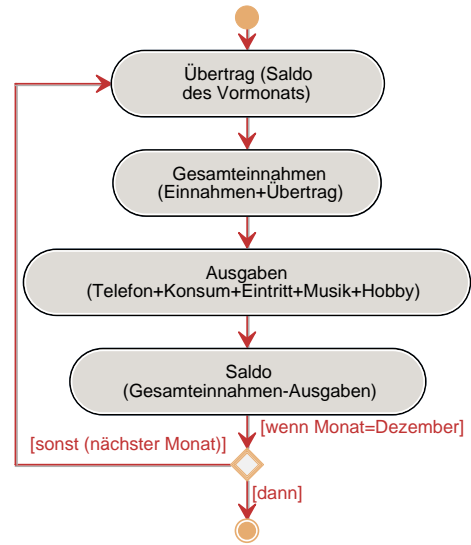 Übertrag (Saldo
des Vormonats)
Gesamteinnahmen
(Einnahmen+Übertrag)
Ausgaben
(Telefon+Konsum+Eintritt+Musik+Hobby)
Saldo
(Gesamteinnahmen-Ausgaben)
[wenn Monat=Dezember]
[sonst (nächster Monat)]
[dann]